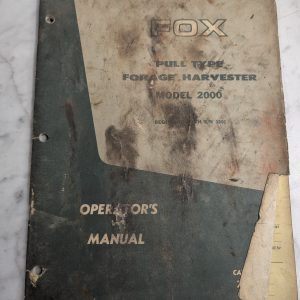 FOX
PULL TYPE
FORAGE HARVESTER
MODEL 2000
OPERATOR'S
MANUAL